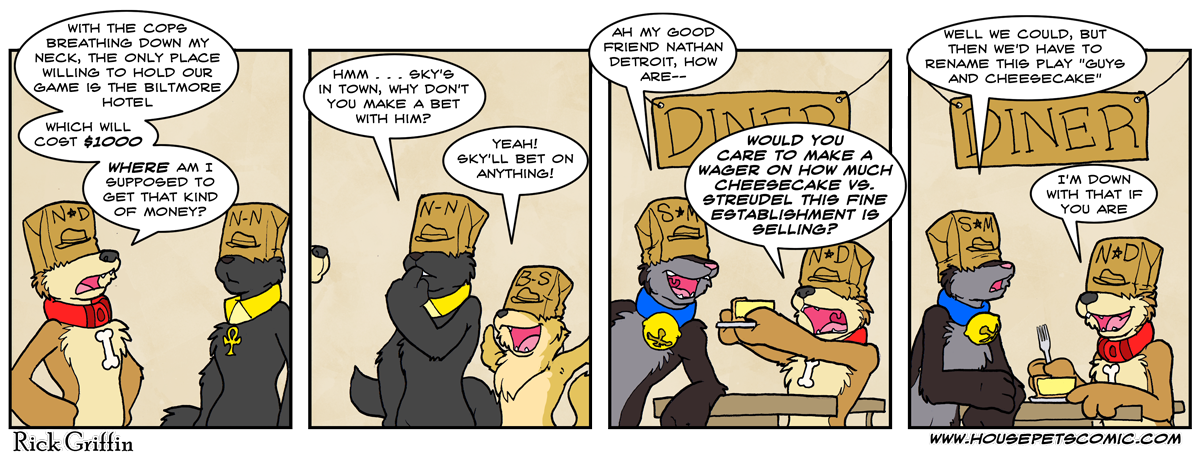 WITH THE COPS
BREATHING DOWN MY
NECK, THE ONLY PLACE
WILLING TO HOLD OUR
GAME IS THE BILTMORE
HOTEL
WHICH WILL
COST $1000
WHERE AM I
SUPPOSED TO
GET THAT KIND
OF MONEY?
N★D
N-N
HMM . . . SKY'S
IN TOWN, WHY DON'T
YOU MAKE A BET
WITH HIM?
YEAH!
SKY'LL BET ON
ANYTHING!
N-N
B-S
AH MY GOOD
FRIEND NATHAN
DETROIT, HOW
ARE--
DINER
WOULD YOU
CARE TO MAKE A
WAGER ON HOW MUCH
CHEESECAKE VS.
STREUDEL THIS FINE
ESTABLISHMENT IS
SELLING?
S★M
N★D
WELL WE COULD, BUT
THEN WE'D HAVE TO
RENAME THIS PLAY "GUYS
AND CHEESECAKE"
DINER
I'M DOWN
WITH THAT IF
YOU ARE
S★M
N★D
Rick Griffin
WWW.HOUSEPETSCOMIC.COM